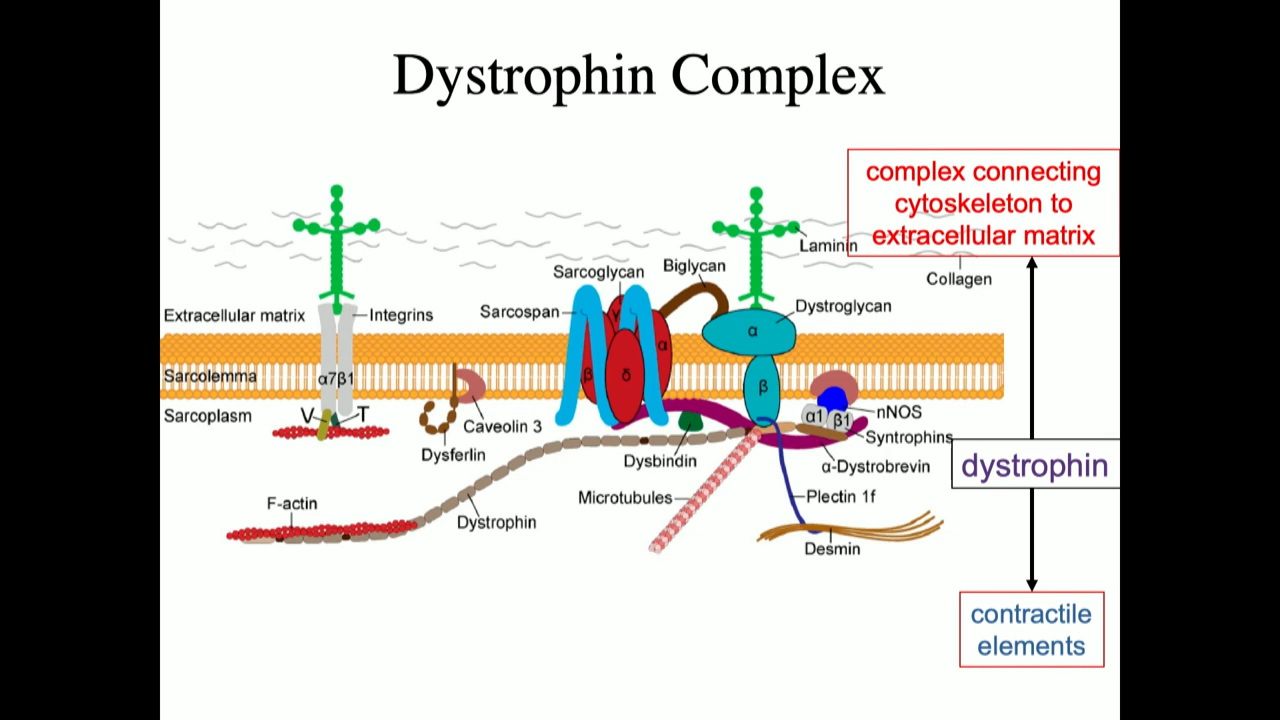 Dystrophin Complex
complex connecting
cytoskeleton to
extracellular matrix
Laminin
Collagen
Sarcoglycan
Biglycan
Sarcospan
Dystroglycan
Extracellular matrix
Integrins
γ
α
α
β
δ
β
Sarcolemma
α7β1
Sarcoplasm
V
T
Caveolin 3
Dysferlin
α1
β1
nNOS
Syntrophins
Dysbindin
α-Dystrobrevin
dystrophin
Microtubules
Plectin 1f
F-actin
Dystrophin
Desmin
contractile
elements